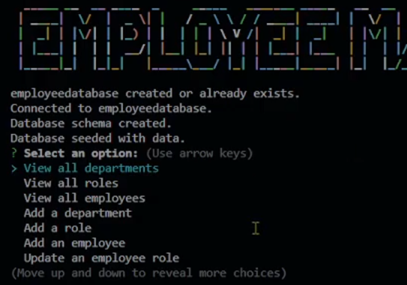 EMPLOYEE MA
employeedatabase created or already exists.
Connected to employeedatabase.
Database schema created.
Database seeded with data.
? Select an option: (Use arrow keys)
> View all departments
View all roles
View all employees
Add a department
Add a role
Add an employee
Update an employee role
(Move up and down to reveal more choices)